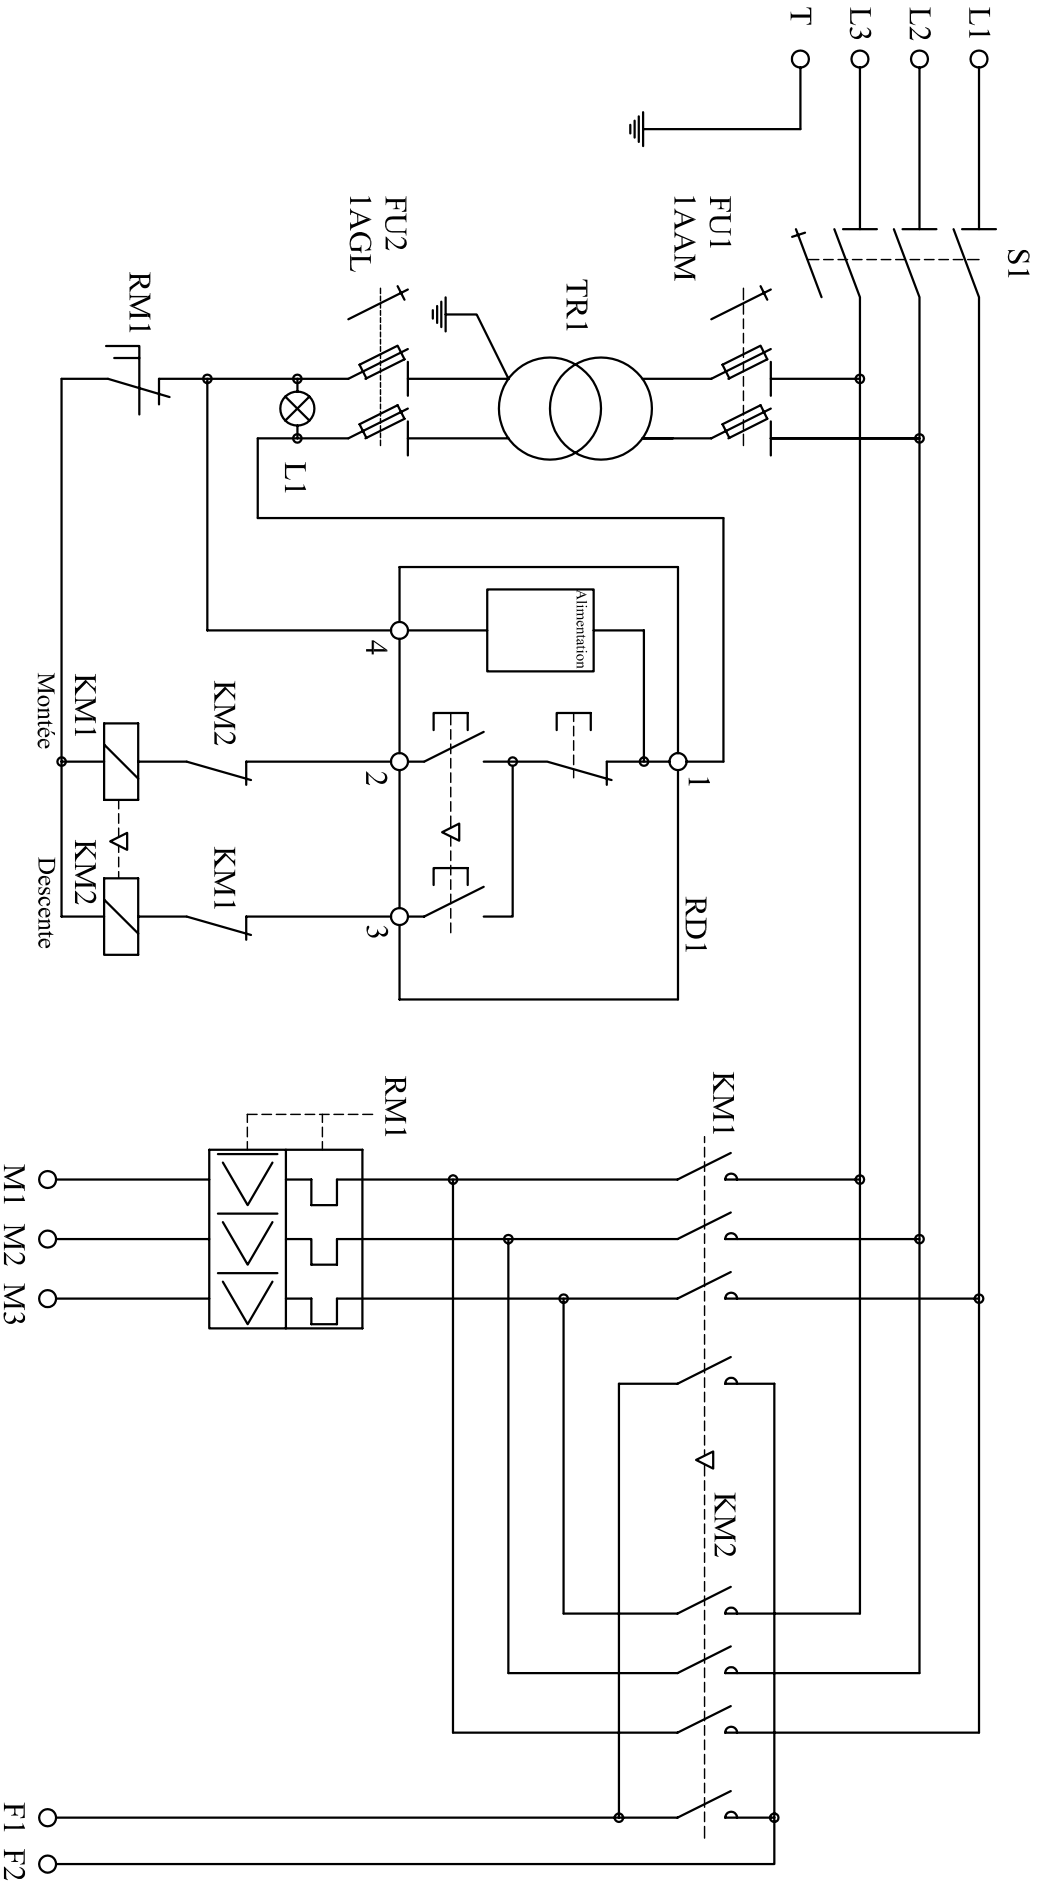 L1
L2
L3
T
S1
FU1
1AAM
TR1
FU2
1AGL
RM1
L1
Alimentation
4
1
2
3
RD1
KM2
KM1
Montée
KM1
KM2
Descente
KM1
KM2
RM1
M1
M2
M3
F1
F2